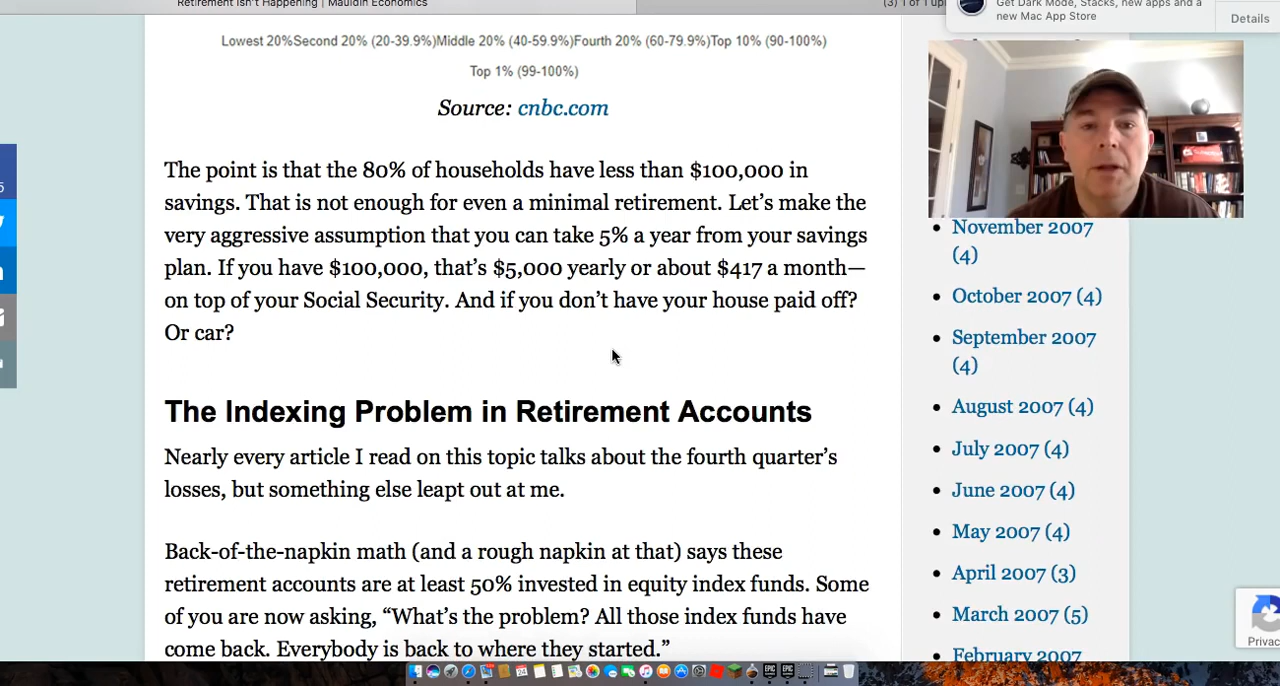 Retirement Isn't Happening | Mauldin Economics
Get Dark Mode, Stacks, new apps and a
new Mac App Store
Details
Lowest 20%Second 20% (20-39.9%)Middle 20% (40-59.9%)Fourth 20% (60-79.9%)Top 10% (90-100%)
Top 1% (99-100%)
Source: cnbc.com
The point is that the 80% of households have less than $100,000 in
savings. That is not enough for even a minimal retirement. Let’s make the
very aggressive assumption that you can take 5% a year from your savings
plan. If you have $100,000, that’s $5,000 yearly or about $417 a month—
on top of your Social Security. And if you don’t have your house paid off?
Or car?
The Indexing Problem in Retirement Accounts
Nearly every article I read on this topic talks about the fourth quarter’s
losses, but something else leapt out at me.
Back-of-the-napkin math (and a rough napkin at that) says these
retirement accounts are at least 50% invested in equity index funds. Some
of you are now asking, “What’s the problem? All those index funds have
come back. Everybody is back to where they started.”
November 2007
(4)
October 2007 (4)
September 2007
(4)
August 2007 (4)
July 2007 (4)
June 2007 (4)
May 2007 (4)
April 2007 (3)
March 2007 (5)
February 2007
Privac